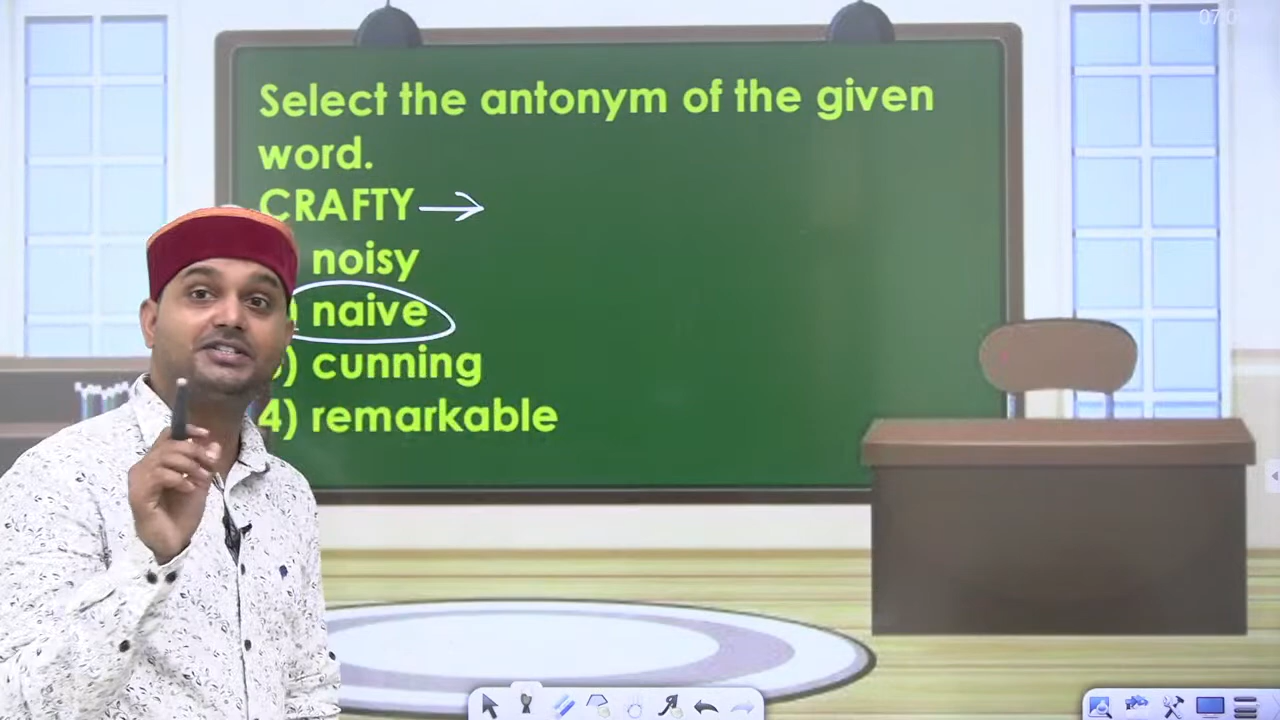 Select the antonym of the given
word.
CRAFTY →
noisy
naive
cunning
4) remarkable